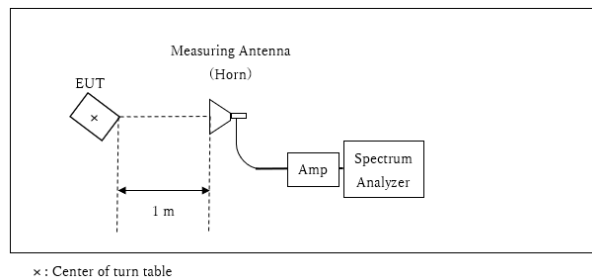 Measuring Antenna
(Horn)
EUT
×
Amp
Spectrum
Analyzer
1 m
× : Center of turn table